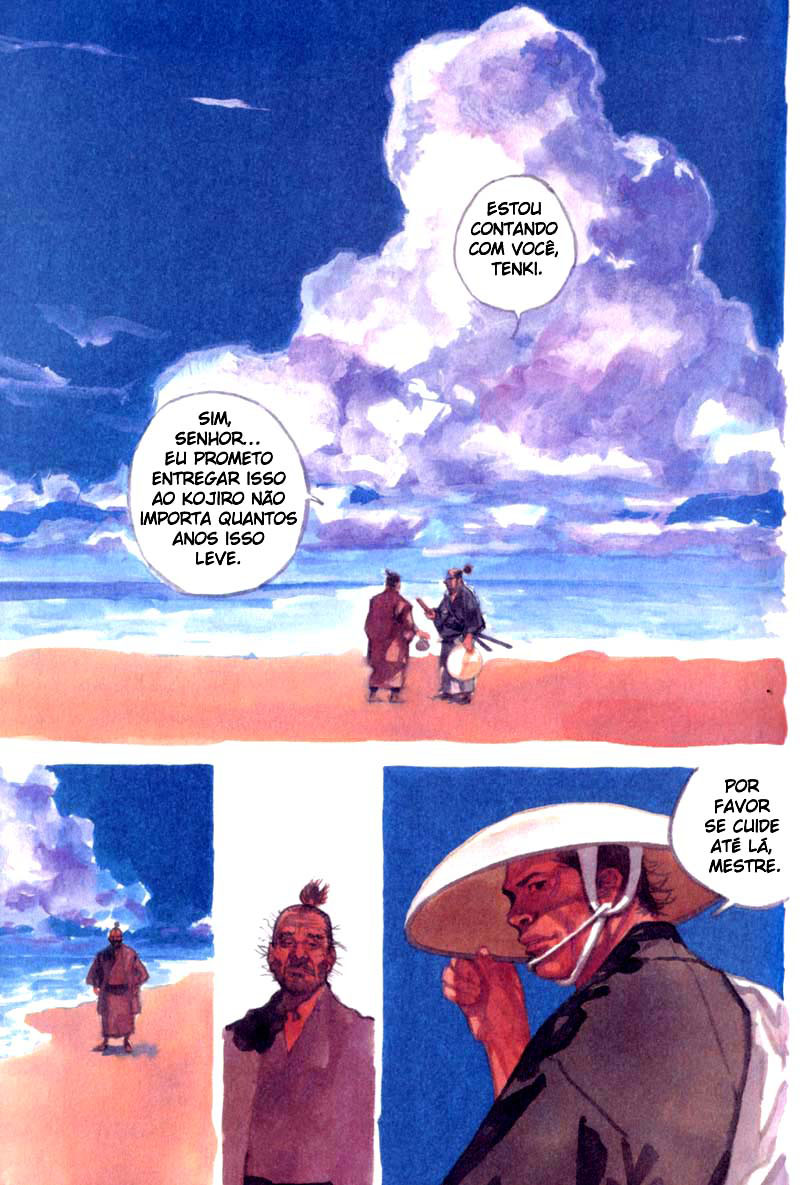 ESTOU
CONTANDO
COM VOCÊ,
TENKI.
SIM,
SENHOR...
EU PROMETO
ENTREGAR ISSO
AO KOJIRO NÃO
IMPORTA QUANTOS
ANOS ISSO
LEVE.
POR
FAVOR
SE CUIDE
ATÉ LÁ,
MESTRE.